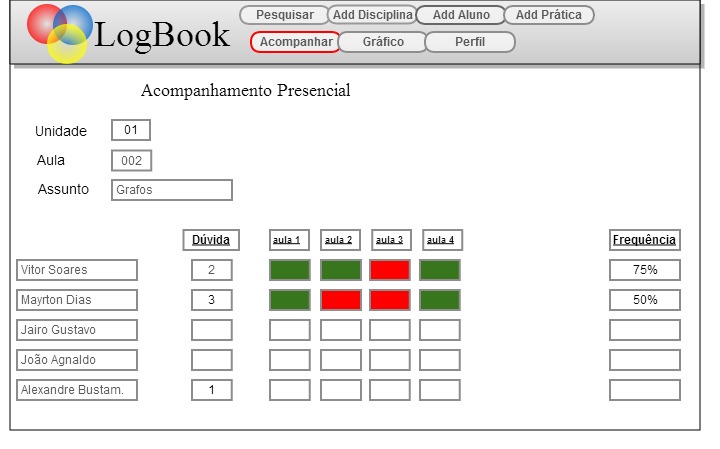 LogBook
Pesquisar Add Disciplina Add Aluno Add Prática
Acompanhar Gráfico Perfil
Acompanhamento Presencial
Unidade 01
Aula 002
Assunto Grafos
Dúvida aula 1 aula 2 aula 3 aula 4 Frequência
Vitor Soares 2 75%
Mayrton Dias 3 50%
Jairo Gustavo
João Agnaldo
Alexandre Bustam. 1